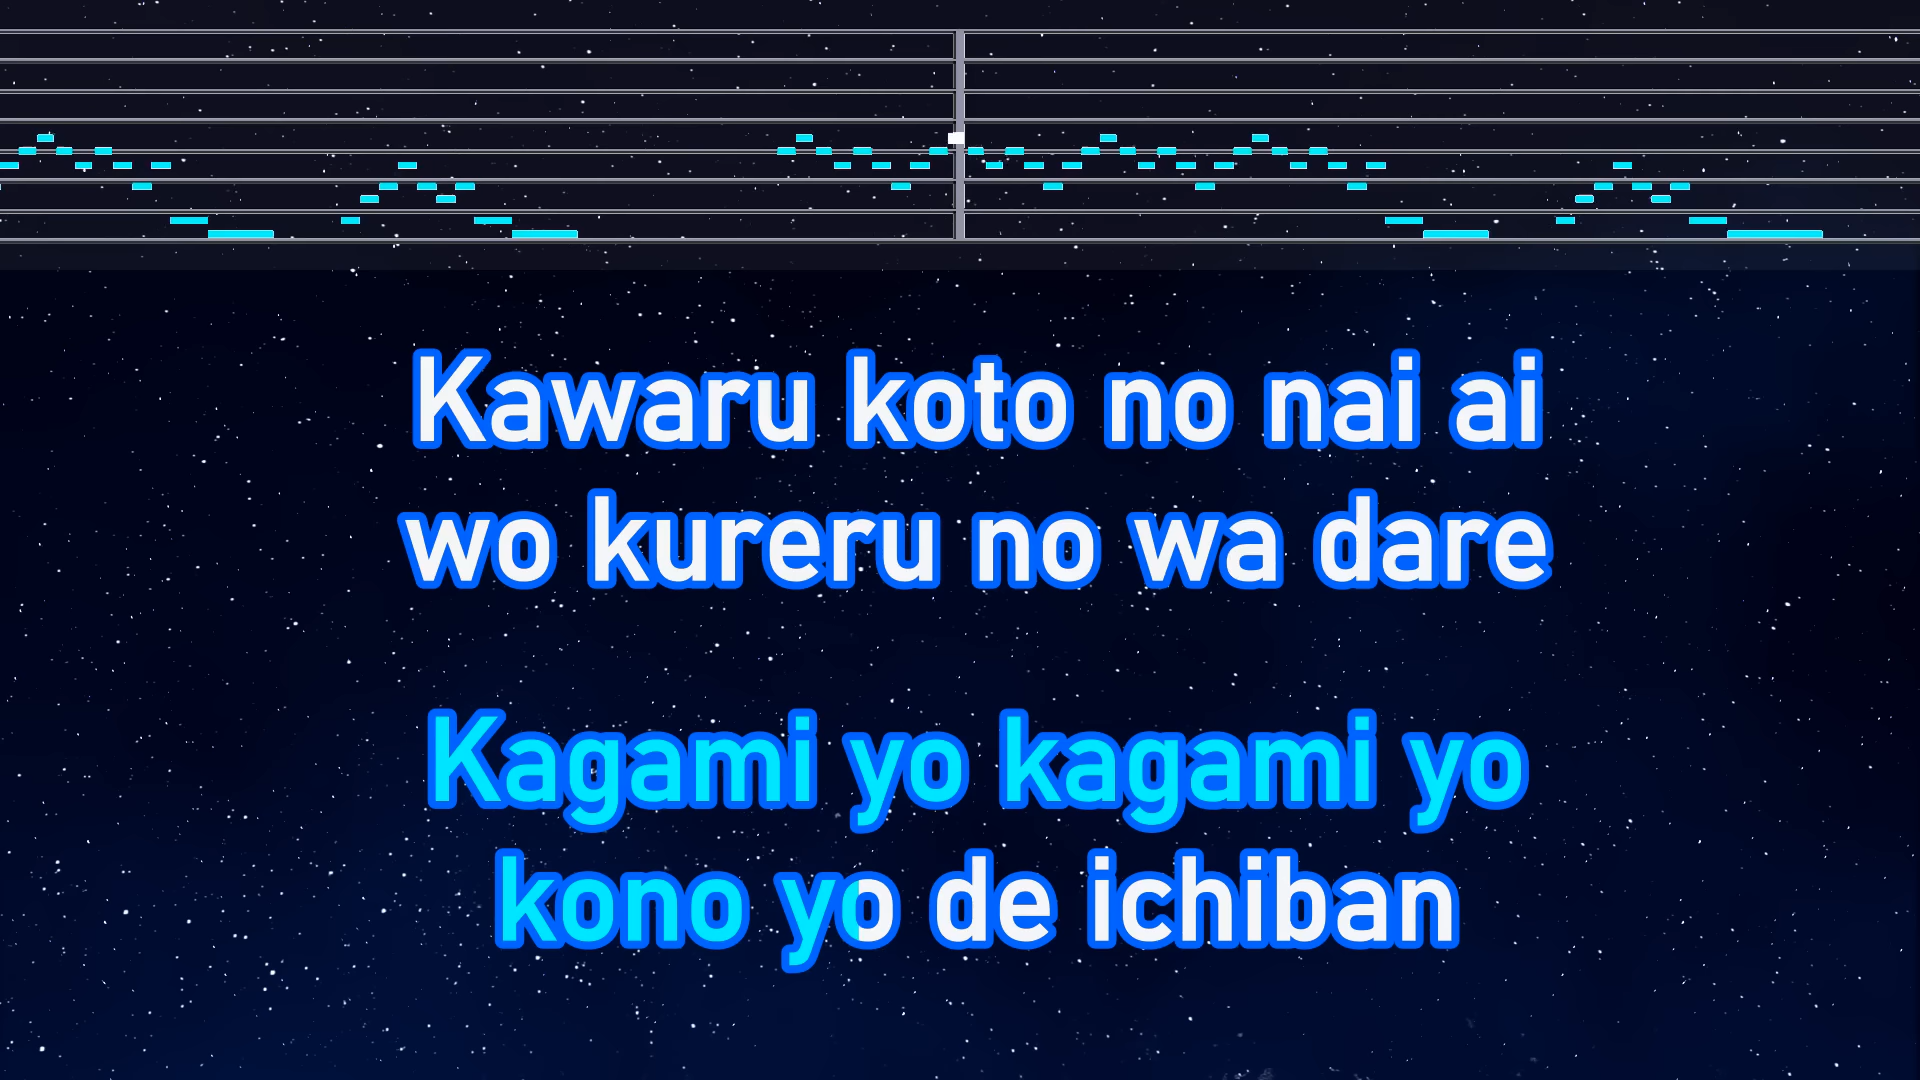 Kawaru koto no nai ai
wo kureru no wa dare
Kagami yo kagami yo
kono yo de ichiban